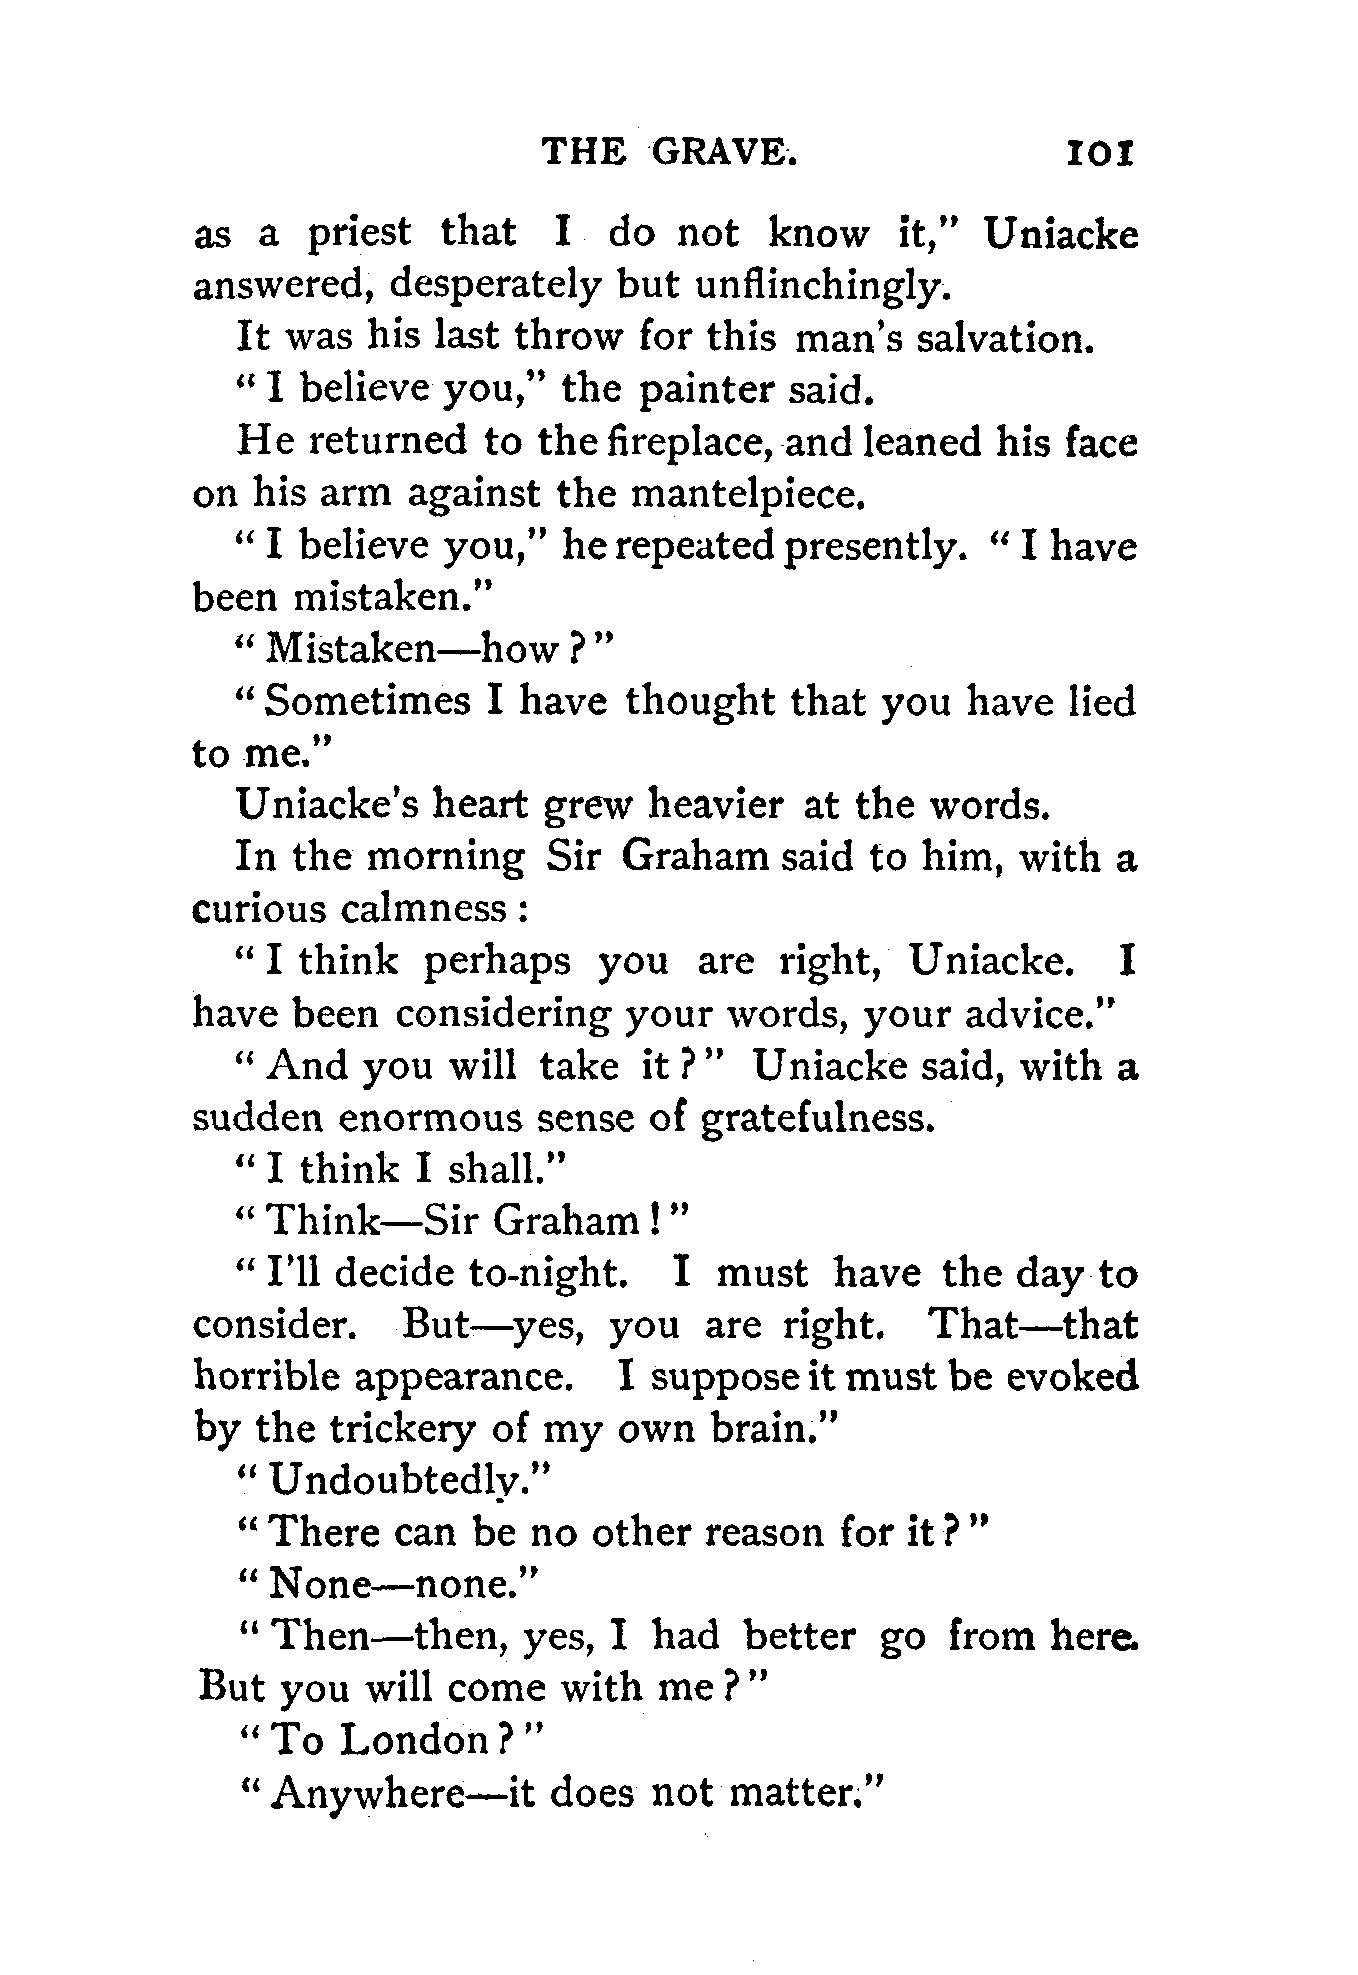 THE GRAVE. 101
as a priest that I do not know it," Uniacke
answered, desperately but unflinchingly.
It was his last throw for this man's salvation.
"I believe you," the painter said.
He returned to the fireplace, and leaned his face
on his arm against the mantelpiece.
"I believe you," he repeated presently. "I have
been mistaken."
"Mistaken—how?"
"Sometimes I have thought that you have lied
to me."
Uniacke's heart grew heavier at the words.
In the morning Sir Graham said to him, with a
curious calmness:
"I think perhaps you are right, Uniacke. I
have been considering your words, your advice."
"And you will take it?" Uniacke said, with a
sudden enormous sense of gratefulness.
"I think I shall."
"Think—Sir Graham!"
"I'll decide to-night. I must have the day to
consider. But—yes, you are right. That—that
horrible appearance. I suppose it must be evoked
by the trickery of my own brain."
"Undoubtedly."
"There can be no other reason for it?"
"None—none."
"Then—then, yes, I had better go from here.
But you will come with me?"
"To London?"
"Anywhere—it does not matter."